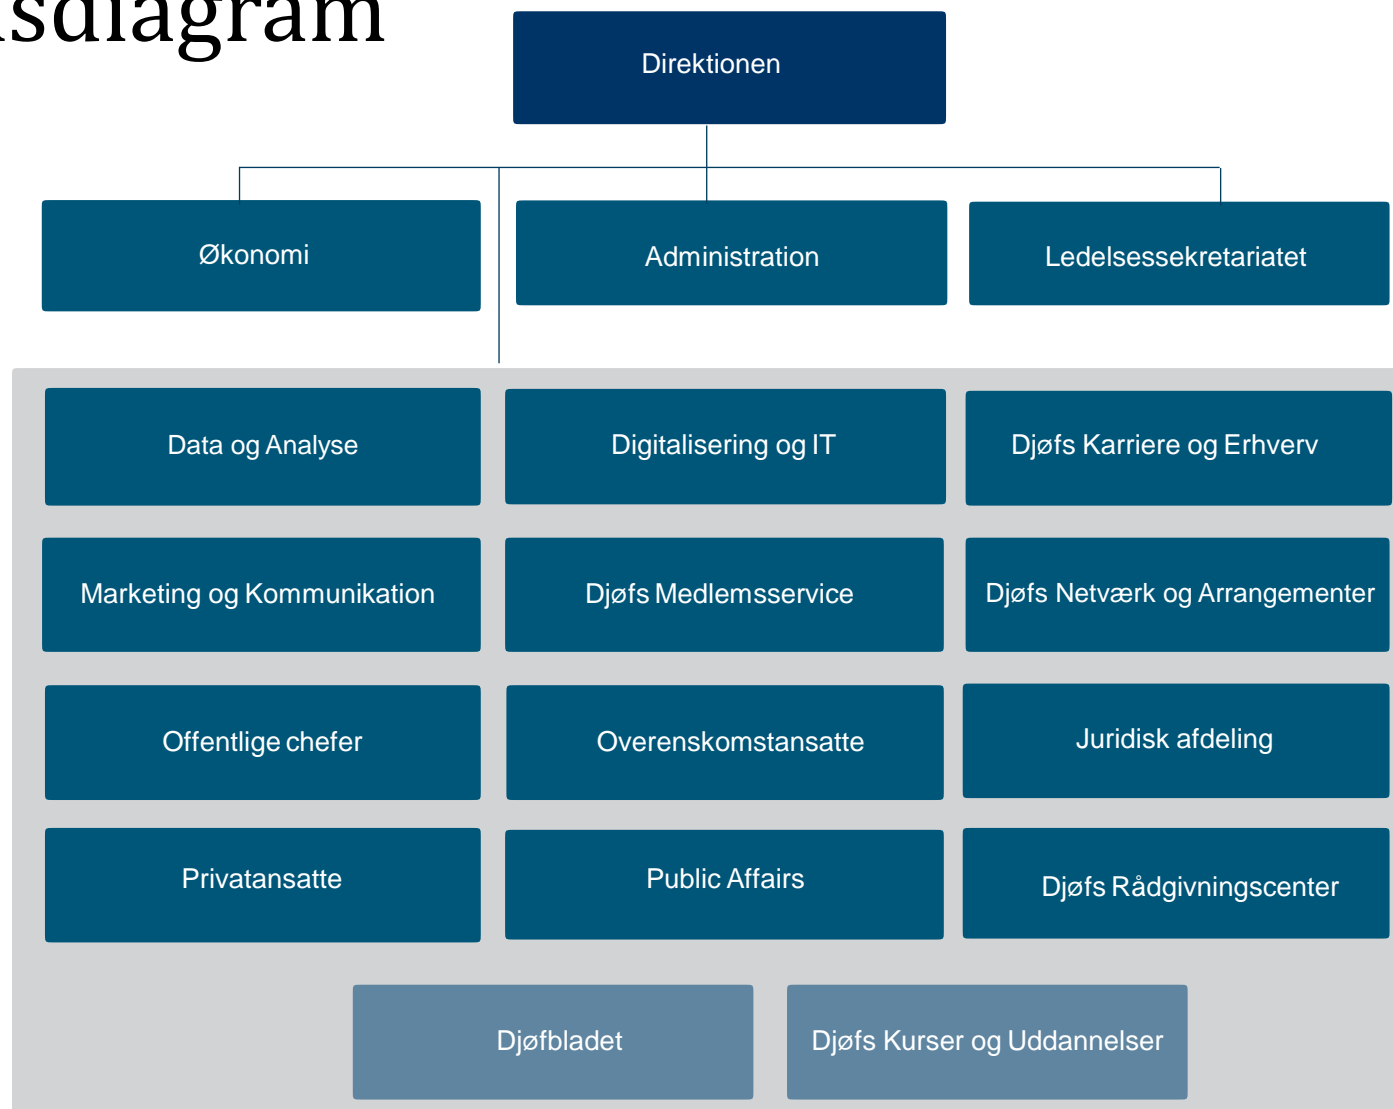 Direktionen
Økonomi
Administration
Ledelsessekretariatet
Data og Analyse
Digitalisering og IT
Djøfs Karriere og Erhverv
Marketing og Kommunikation
Djøfs Medlemsservice
Djøfs Netværk og Arrangementer
Offentlige chefer
Overenskomstansatte
Juridisk afdeling
Privatansatte
Public Affairs
Djøfs Rådgivningscenter
Djøfbladet
Djøfs Kurser og Uddannelser